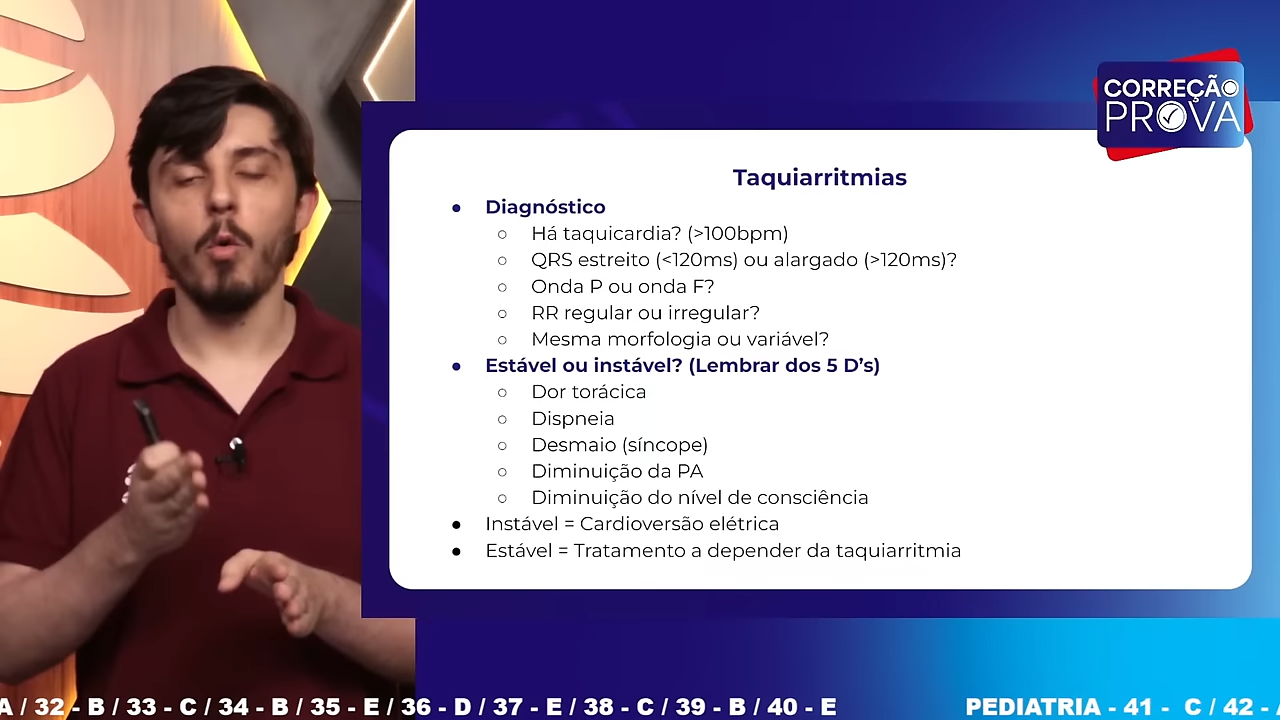 CORREÇÃO
PROVA
Taquiarritmias
● Diagnóstico
○ Há taquicardia? (>100bpm)
○ QRS estreito (<120ms) ou alargado (>120ms)?
○ Onda P ou onda F?
○ RR regular ou irregular?
○ Mesma morfologia ou variável?
● Estável ou instável? (Lembrar dos 5 D’s)
○ Dor torácica
○ Dispneia
○ Desmaio (síncope)
○ Diminuição da PA
○ Diminuição do nível de consciência
● Instável = Cardioversão elétrica
● Estável = Tratamento a depender da taquiarritmia
A / 32 - B / 33 - C / 34 - B / 35 - E / 36 - D / 37 - E / 38 - C / 39 - B / 40 - E PEDIATRIA - 41 - C / 42 -